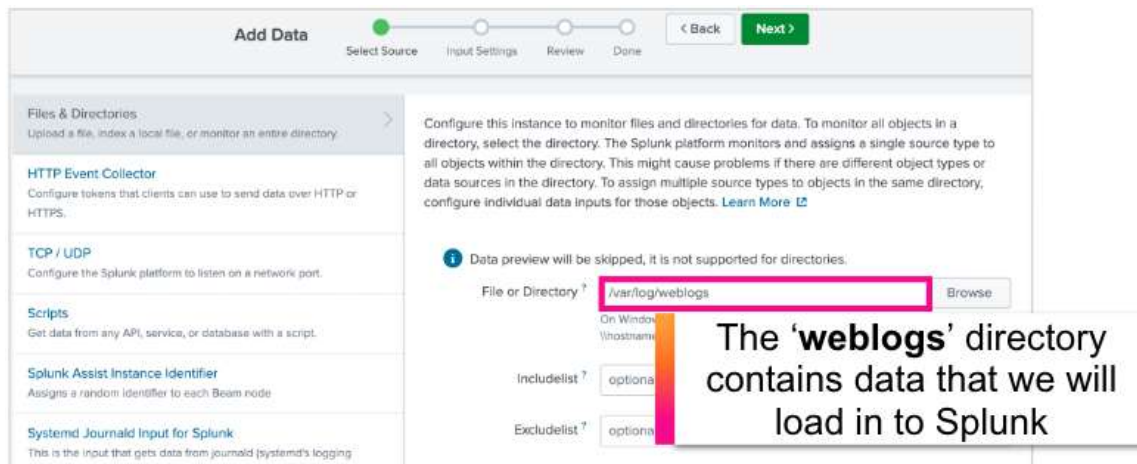 Add Data
Select Source
Input Settings
Review
Done
< Back
Next >
Files & Directories
Upload a file, index a local file, or monitor an entire directory.
HTTP Event Collector
Configure tokens that clients can use to send data over HTTP or
HTTPS.
TCP / UDP
Configure the Splunk platform to listen on a network port.
Scripts
Get data from any API, service, or database with a script.
Splunk Assist Instance Identifier
Assigns a random identifier to each Beam node
Systemd Journald Input for Splunk
This is the input that gets data from journald (systemd's logging
Configure this instance to monitor files and directories for data. To monitor all objects in a
directory, select the directory. The Splunk platform monitors and assigns a single source type to
all objects within the directory. This might cause problems if there are different object types or
data sources in the directory. To assign multiple source types to objects in the same directory,
configure individual data inputs for those objects. Learn More
Data preview will be skipped, it is not supported for directories.
File or Directory ?
/var/log/weblogs
Browse
On Window
\\hostname
Includelist ?
optiona
Excludelist ?
optiona
The ‘weblogs’ directory
contains data that we will
load in to Splunk